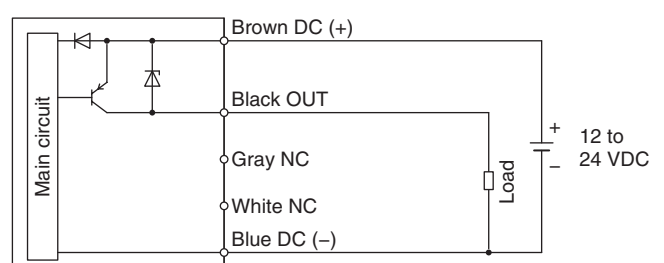 Brown DC (+)
Black OUT
Main circuit
Gray NC
White NC
Blue DC (−)
Load
+
−
12 to
24 VDC